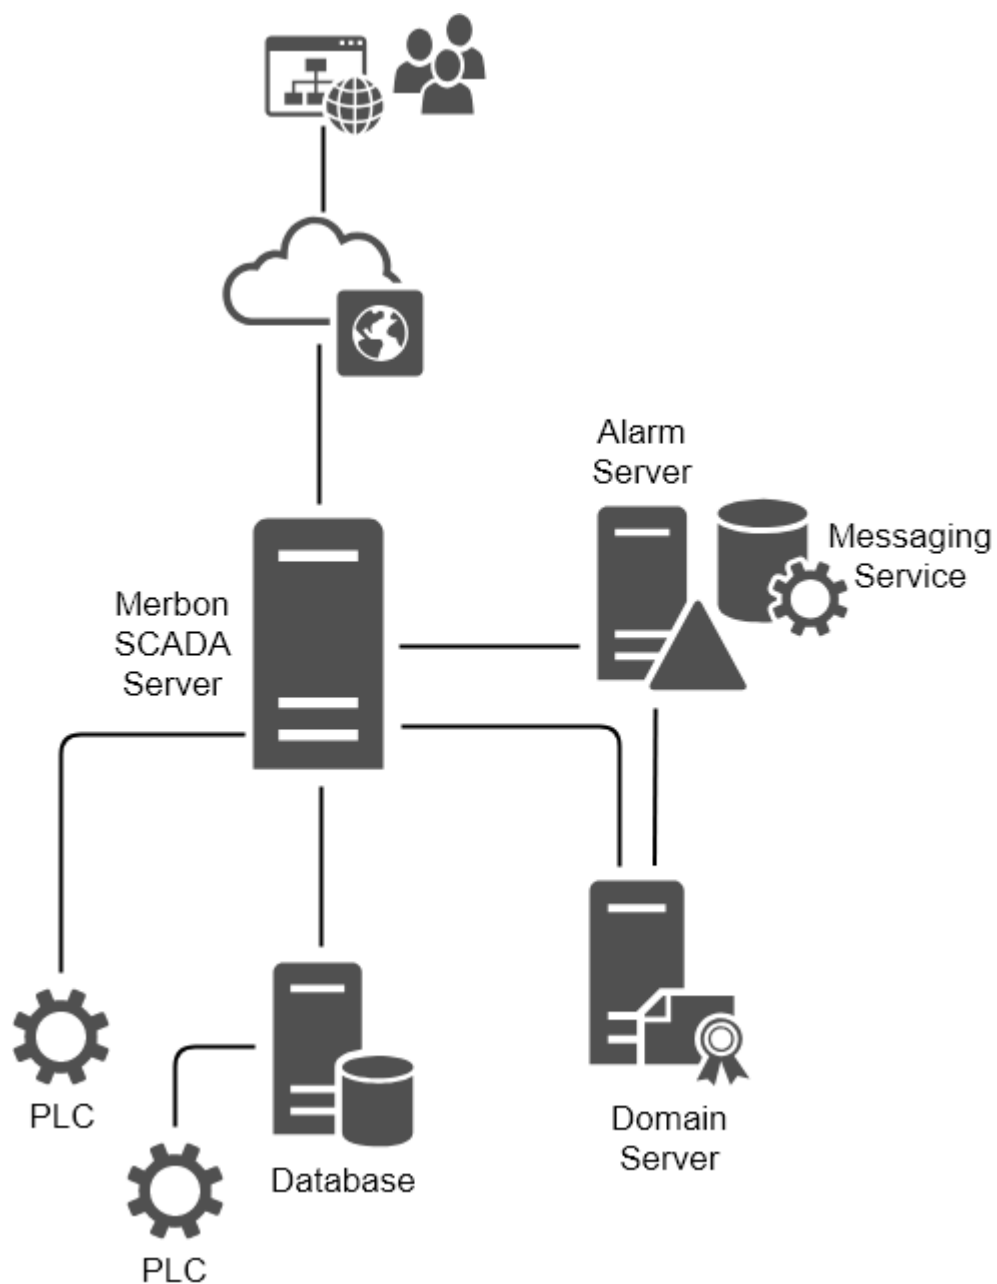 Alarm
Server
Messaging
Service
Merbon
SCADA
Server
PLC
Domain
Server
Database
PLC